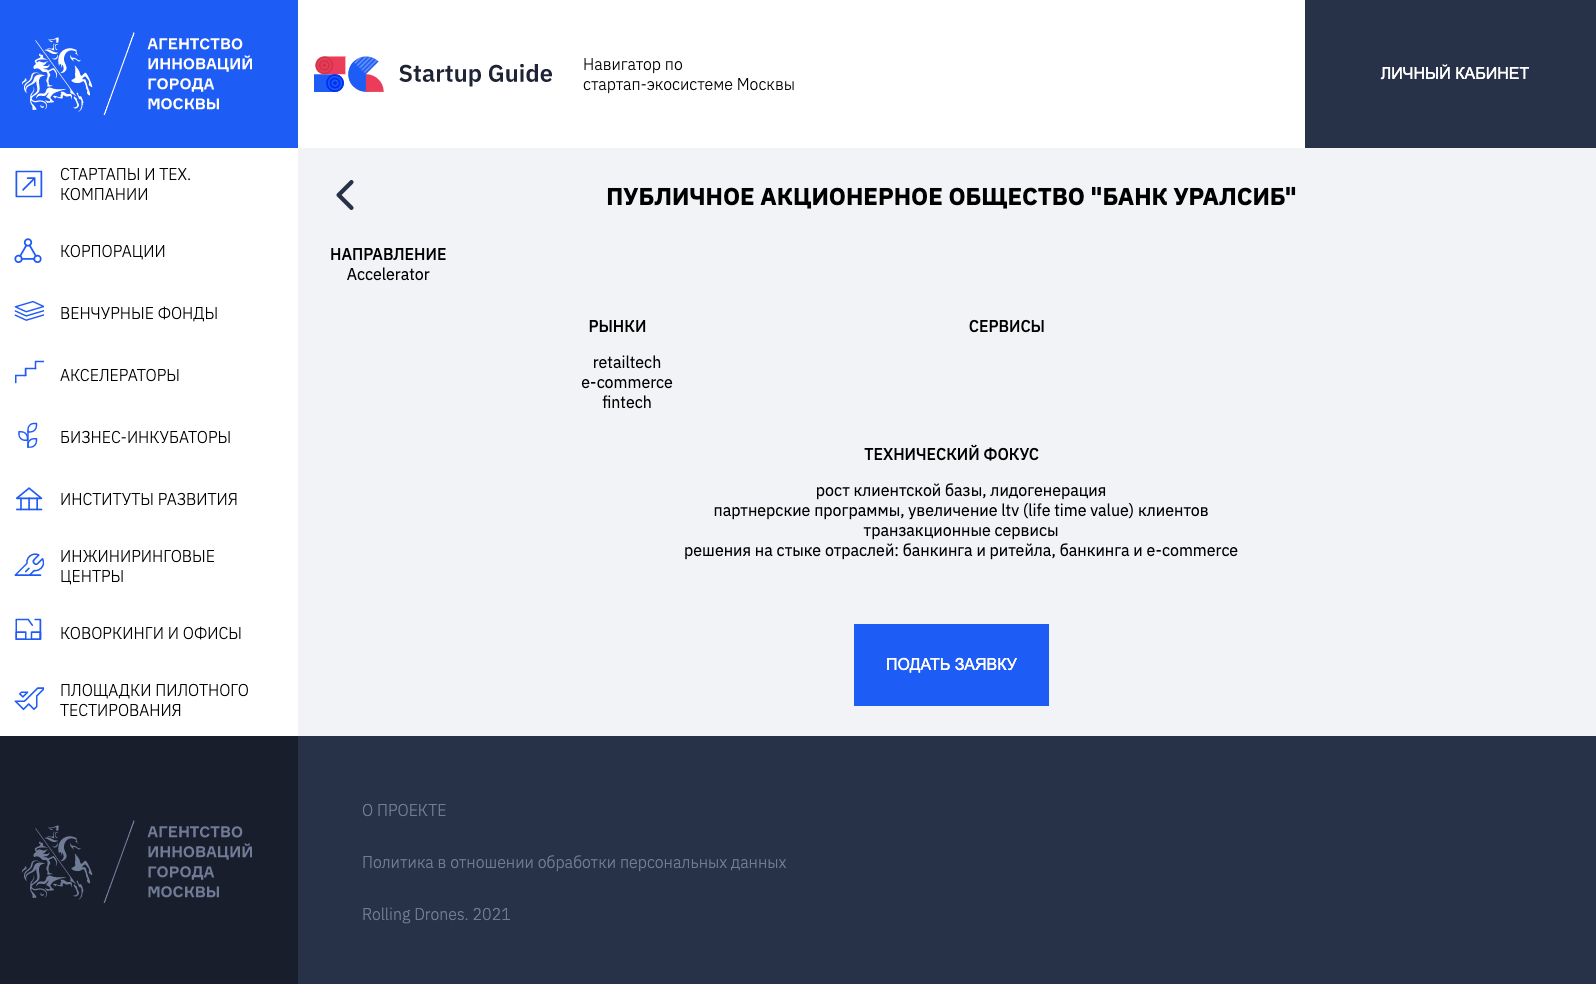 АГЕНТСТВО
ИННОВАЦИЙ
ГОРОДА
МОСКВЫ
Startup Guide
Навигатор по
стартап-экосистеме Москвы
ЛИЧНЫЙ КАБИНЕТ
СТАРТАПЫ И ТЕХ.
КОМПАНИИ
КОРПОРАЦИИ
ВЕНЧУРНЫЕ ФОНДЫ
АКСЕЛЕРАТОРЫ
БИЗНЕС-ИНКУБАТОРЫ
ИНСТИТУТЫ РАЗВИТИЯ
ИНЖИНИРИНГОВЫЕ
ЦЕНТРЫ
КОВОРКИНГИ И ОФИСЫ
ПЛОЩАДКИ ПИЛОТНОГО
ТЕСТИРОВАНИЯ
ПУБЛИЧНОЕ АКЦИОНЕРНОЕ ОБЩЕСТВО "БАНК УРАЛСИБ"
НАПРАВЛЕНИЕ
Accelerator
РЫНКИ
retailtech
e-commerce
fintech
СЕРВИСЫ
ТЕХНИЧЕСКИЙ ФОКУС
рост клиентской базы, лидогенерация
партнерские программы, увеличение ltv (life time value) клиентов
транзакционные сервисы
решения на стыке отраслей: банкинга и ритейла, банкинга и e-commerce
ПОДАТЬ ЗАЯВКУ
АГЕНТСТВО
ИННОВАЦИЙ
ГОРОДА
МОСКВЫ
О ПРОЕКТЕ
Политика в отношении обработки персональных данных
Rolling Drones. 2021